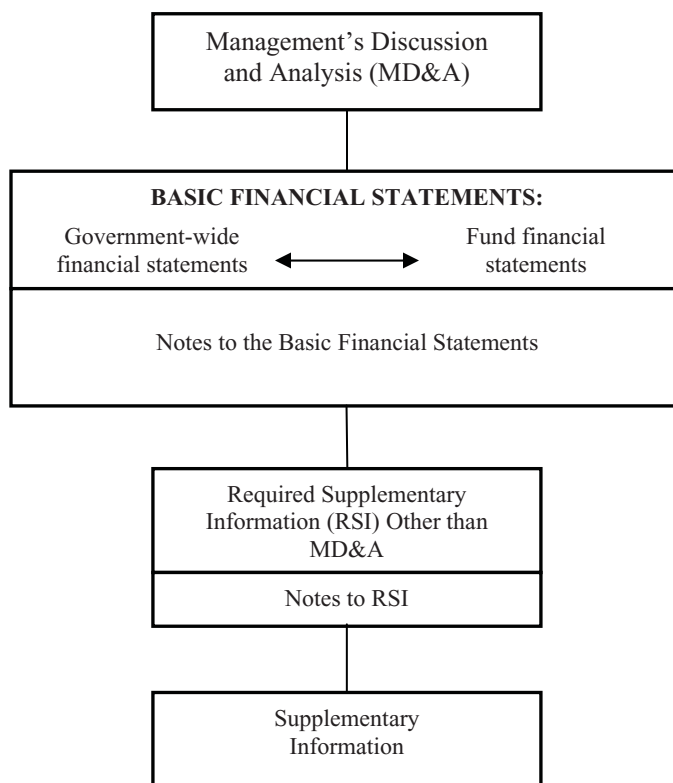 Management’s Discussion
and Analysis (MD&A)
BASIC FINANCIAL STATEMENTS:
Government-wide
financial statements
Fund financial
statements
Notes to the Basic Financial Statements
Required Supplementary
Information (RSI) Other than
MD&A
Notes to RSI
Supplementary
Information